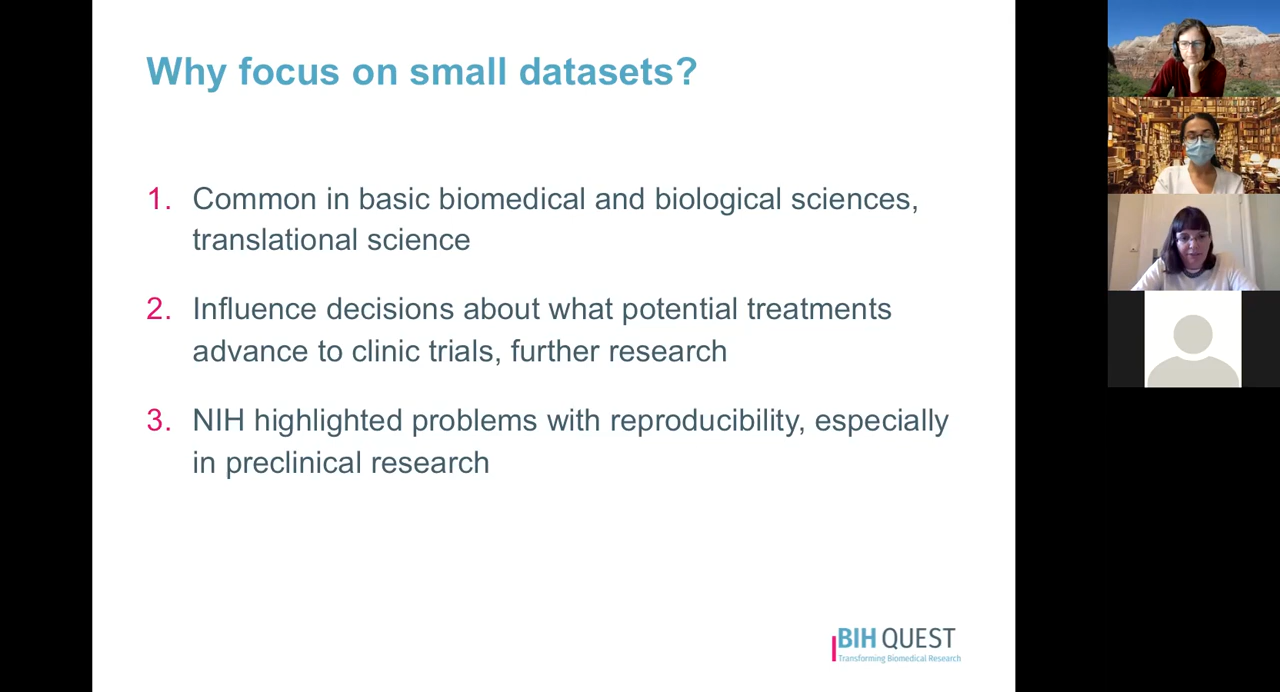 Why focus on small datasets?
1. Common in basic biomedical and biological sciences,
translational science
2. Influence decisions about what potential treatments
advance to clinic trials, further research
3. NIH highlighted problems with reproducibility, especially
in preclinical research
BIH QUEST
Transforming Biomedical Research